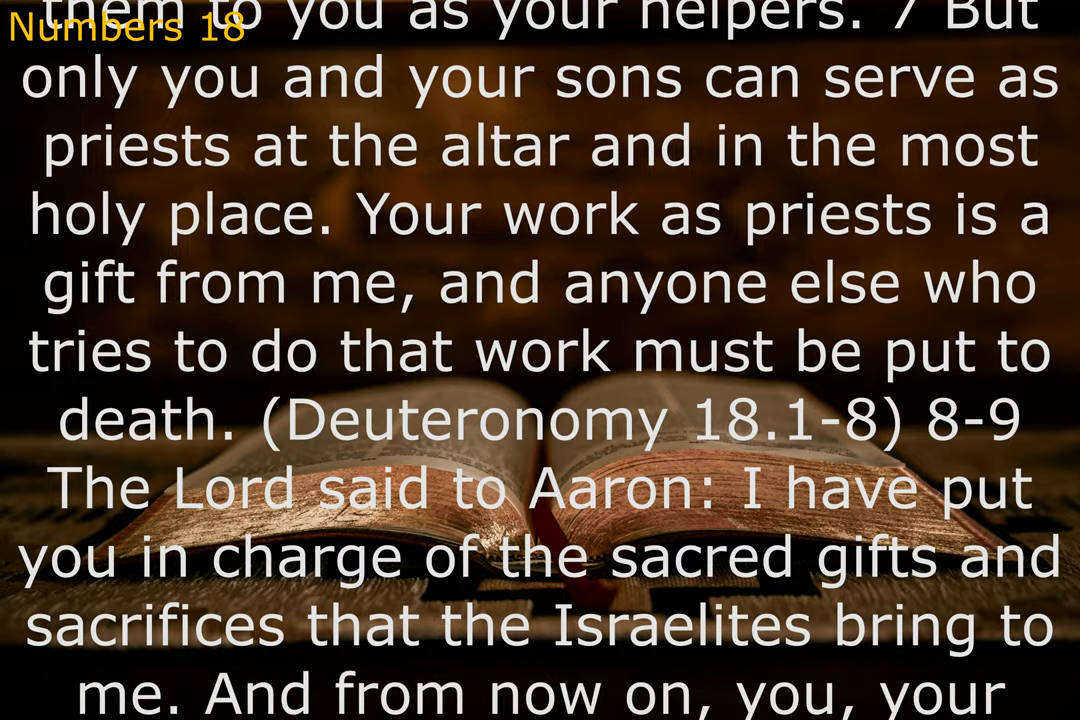 them to you as your helpers. 7 But
Numbers 18
only you and your sons can serve as
priests at the altar and in the most
holy place. Your work as priests is a
gift from me, and anyone else who
tries to do that work must be put to
death. (Deuteronomy 18.1-8) 8-9
The Lord said to Aaron: I have put
you in charge of the sacred gifts and
sacrifices that the Israelites bring to
me. And from now on, you, your